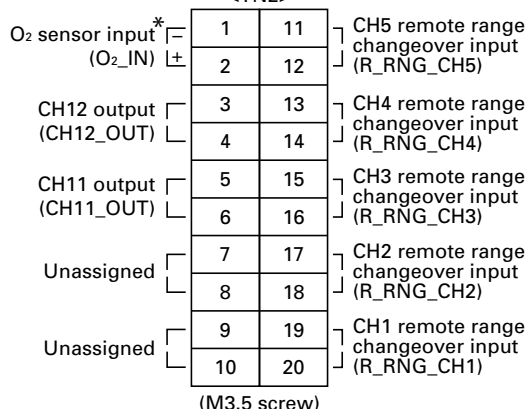 O₂ sensor input* −
(O₂_IN) +
CH12 output
(CH12_OUT)
CH11 output
(CH11_OUT)
Unassigned
Unassigned
1 11
2 12
3 13
4 14
5 15
6 16
7 17
8 18
9 19
10 20
CH5 remote range
changeover input
(R_RNG_CH5)
CH4 remote range
changeover input
(R_RNG_CH4)
CH3 remote range
changeover input
(R_RNG_CH3)
CH2 remote range
changeover input
(R_RNG_CH2)
CH1 remote range
changeover input
(R_RNG_CH1)
(M3.5 screw)